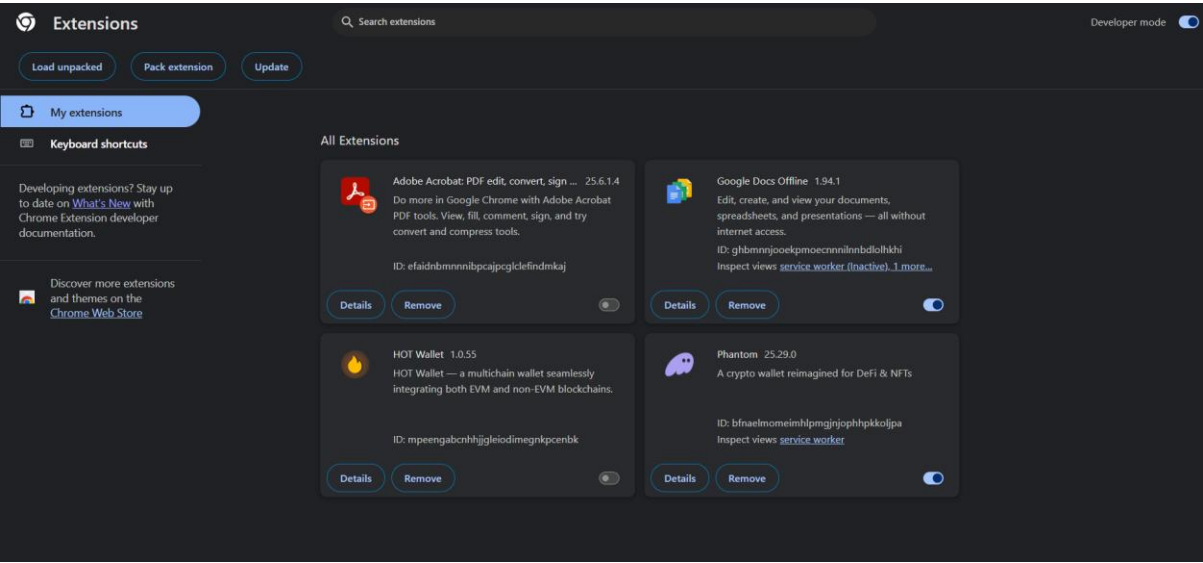 Extensions
Search extensions
Developer mode
Load unpacked
Pack extension
Update
My extensions
Keyboard shortcuts
Developing extensions? Stay up
to date on What's New with
Chrome Extension developer
documentation.
Discover more extensions
and themes on the
Chrome Web Store
All Extensions
Adobe Acrobat: PDF edit, convert, sign ... 25.6.1.4
Do more in Google Chrome with Adobe Acrobat
PDF tools. View, fill, comment, sign, and try
convert and compress tools.
ID: efaidnbmnnnibpcajpcglclefindmkaj
Details
Remove
Google Docs Offline 1.94.1
Edit, create, and view your documents,
spreadsheets, and presentations — all without
internet access.
ID: ghbmnnjooekpmoecnnnilnnbdlolhkhi
Inspect views service worker (Inactive), 1 more...
Details
Remove
HOT Wallet 1.0.55
HOT Wallet — a multichain wallet seamlessly
integrating both EVM and non-EVM blockchains.
ID: mpeengabcnhhjjgleiodimegnkpcenbk
Details
Remove
Phantom 25.29.0
A crypto wallet reimagined for DeFi & NFTs
ID: bfnaelmomeimhlpmgjnjophhpkkoljpa
Inspect views service worker
Details
Remove